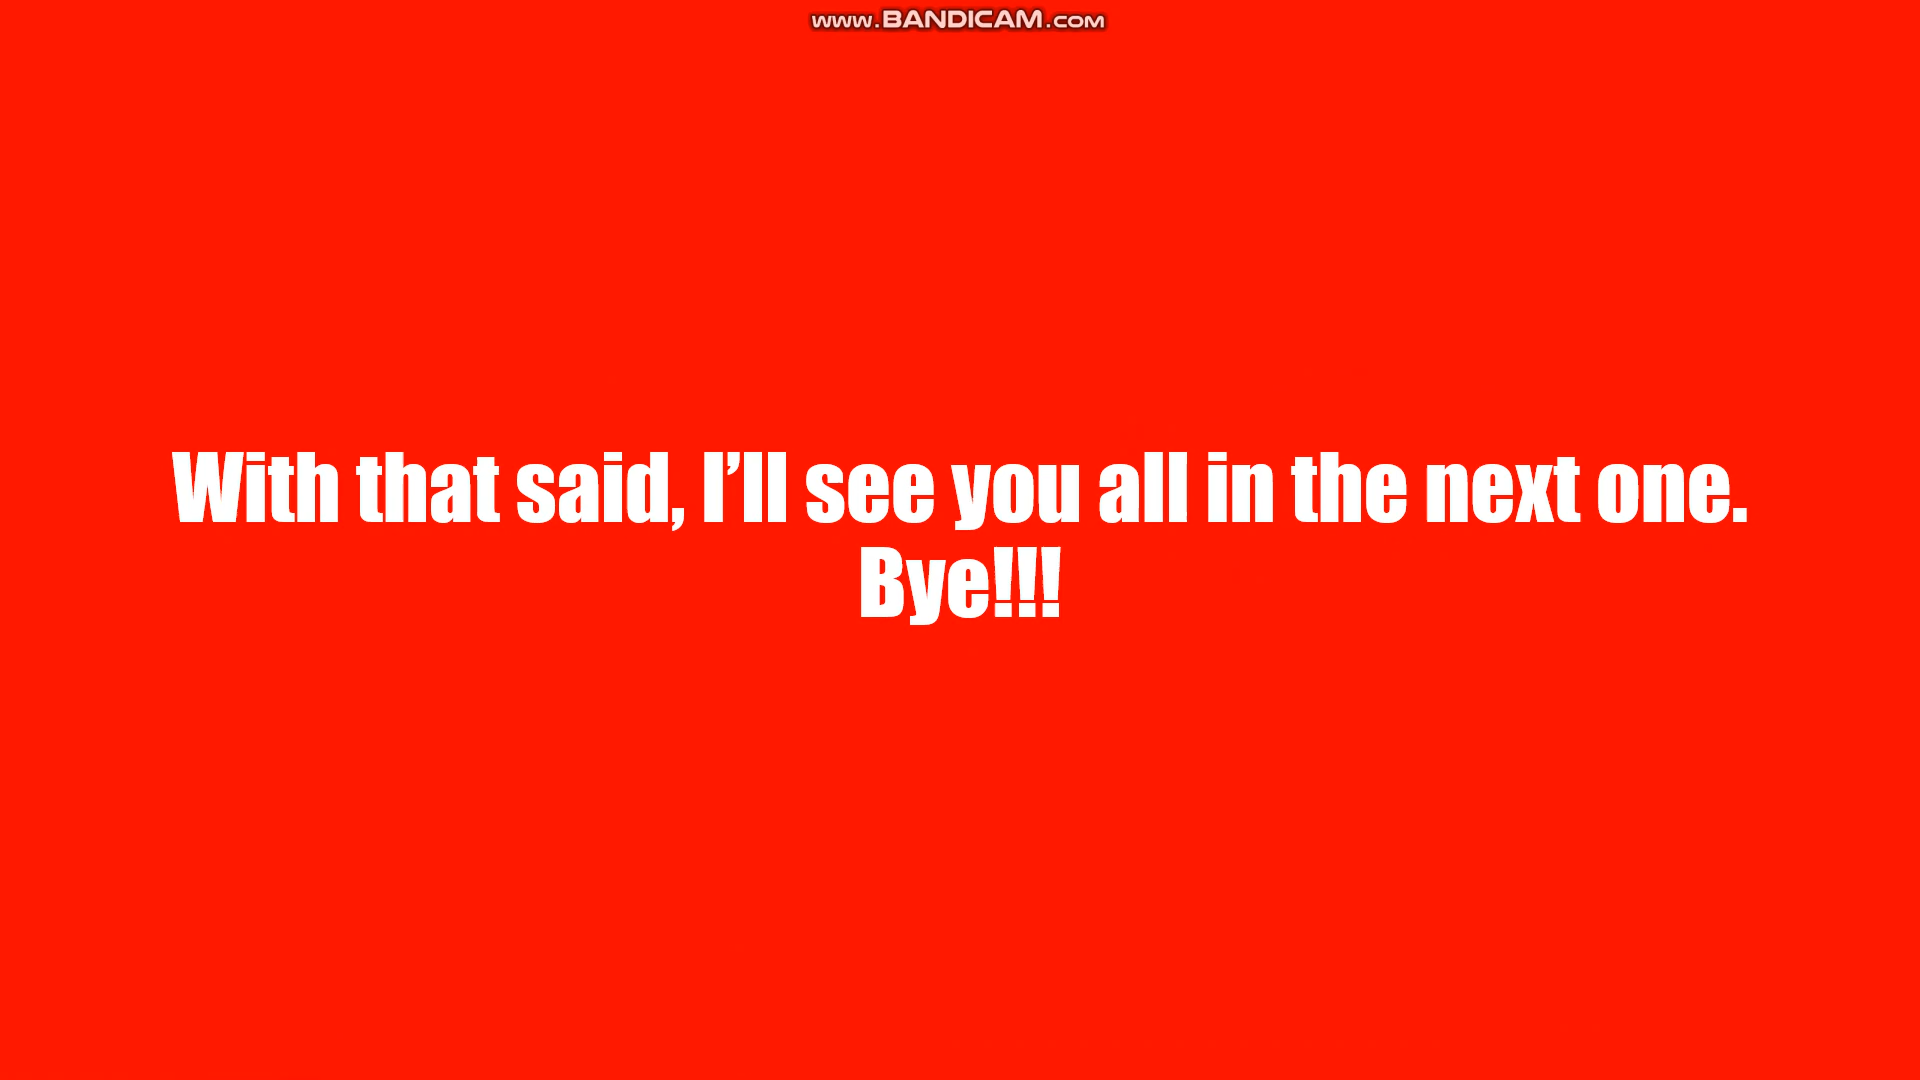 www.BANDICAM.com
With that said, I’ll see you all in the next one.
Bye!!!